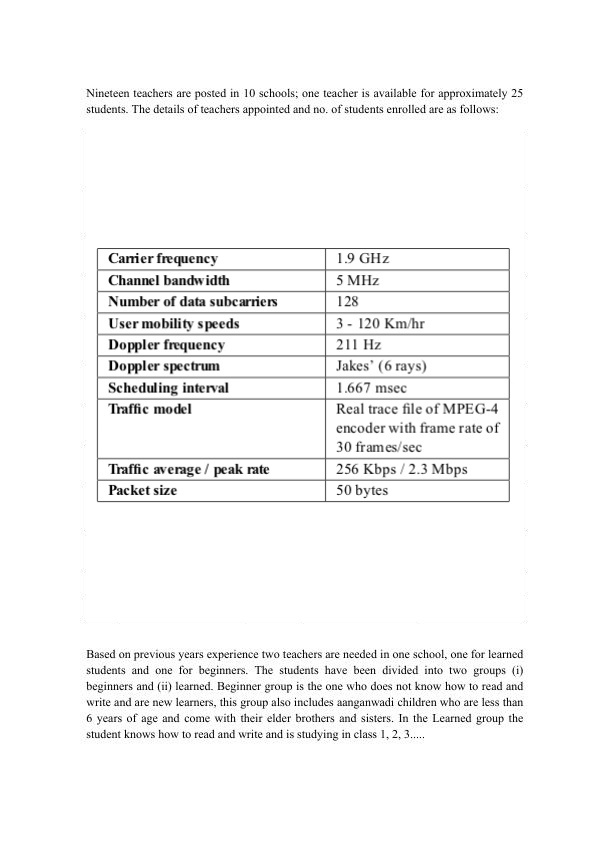 Nineteen teachers are posted in 10 schools; one teacher is available for approximately 25
students. The details of teachers appointed and no. of students enrolled are as follows:
Carrier frequency 1.9 GHz
Channel bandwidth 5 MHz
Number of data subcarriers 128
User mobility speeds 3 - 120 Km/hr
Doppler frequency 211 Hz
Doppler spectrum Jakes' (6 rays)
Scheduling interval 1.667 msec
Traffic model Real trace file of MPEG-4
encoder with frame rate of
30 frames/sec
Traffic average / peak rate 256 Kbps / 2.3 Mbps
Packet size 50 bytes
Based on previous years experience two teachers are needed in one school, one for learned
students and one for beginners. The students have been divided into two groups (i)
beginners and (ii) learned. Beginner group is the one who does not know how to read and
write and are new learners, this group also includes aanganwadi children who are less than
6 years of age and come with their elder brothers and sisters. In the Learned group the
student knows how to read and write and is studying in class 1, 2, 3.....